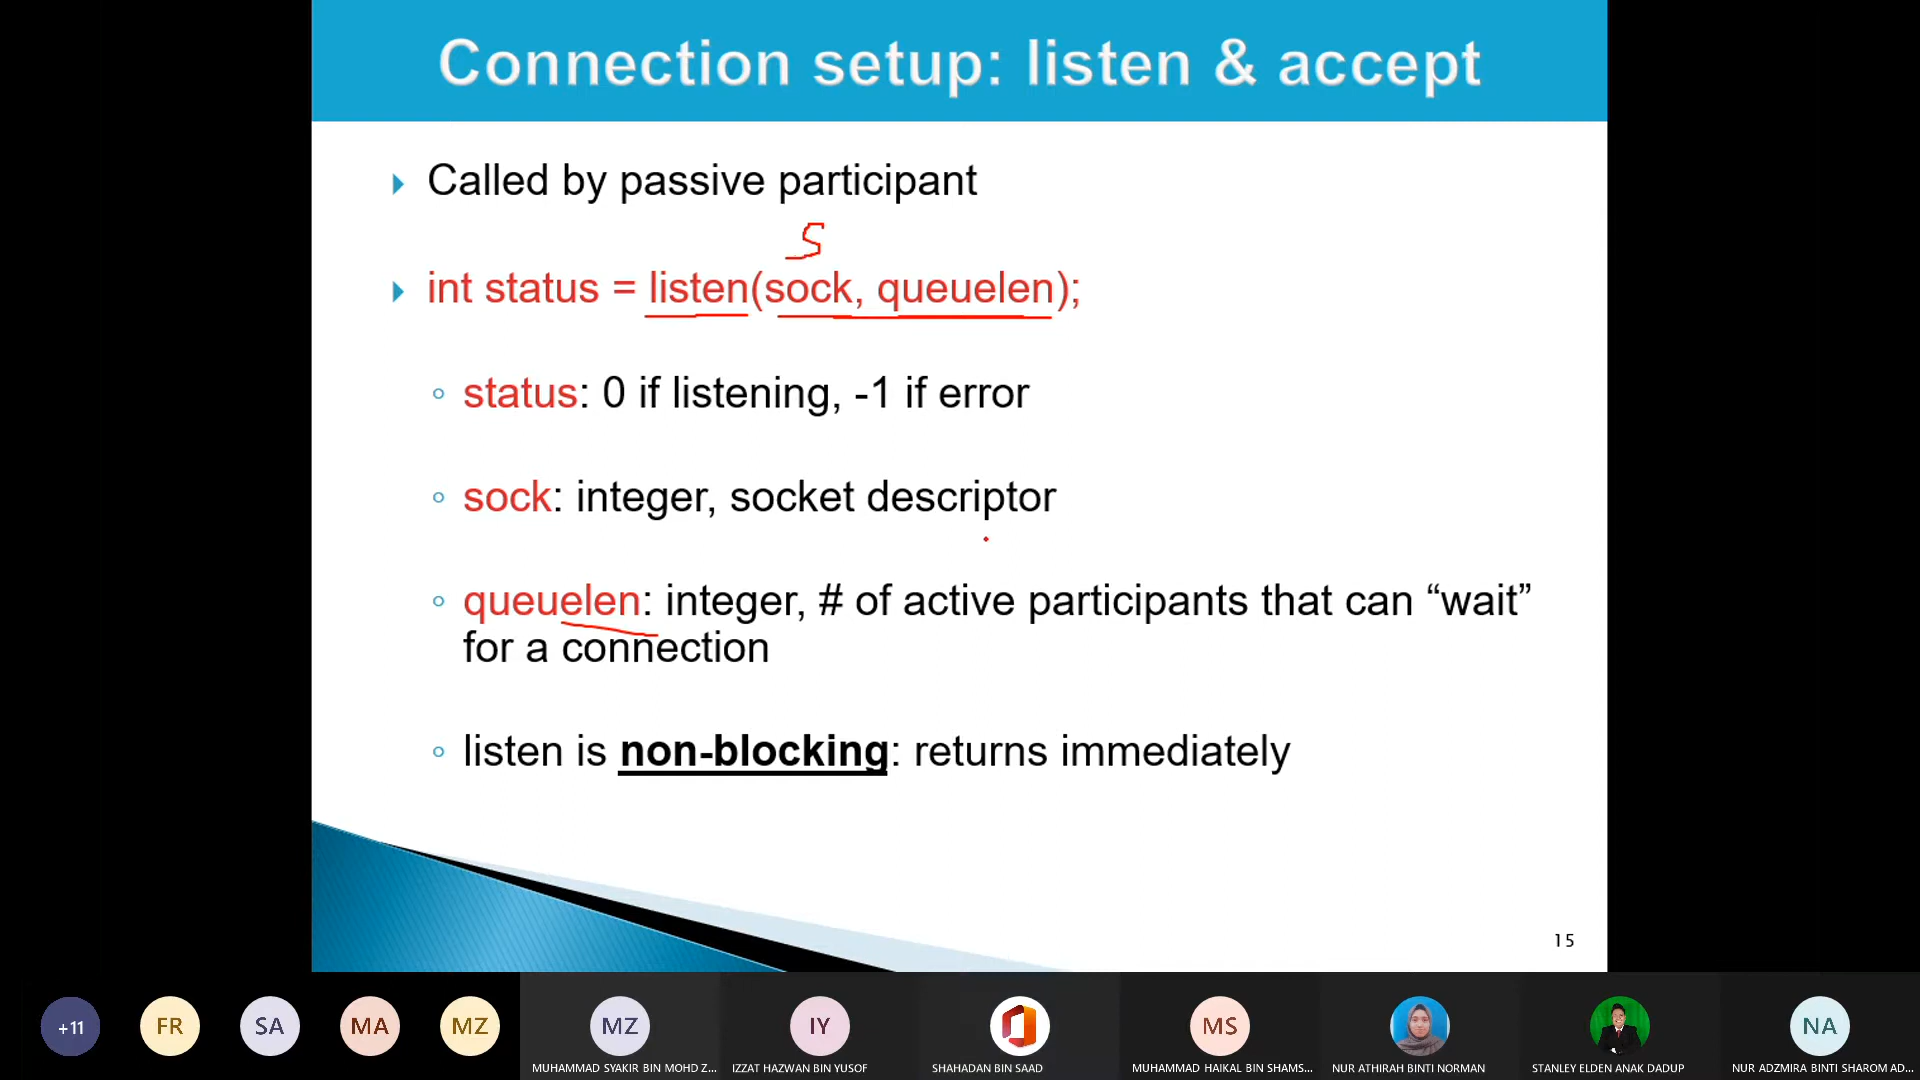 Connection setup: listen & accept
Called by passive participant
S
int status = listen(sock, queuelen);
status: 0 if listening, -1 if error
sock: integer, socket descriptor
queuelen: integer, # of active participants that can “wait”
for a connection
listen is non-blocking: returns immediately
15
+11
FR
SA
MA
MZ
MZ
IY
MS
NA
MUHAMMAD SYAKIR BIN MOHD Z...
IZZAT HAZWAN BIN YUSOF
SHAHADAN BIN SAAD
MUHAMMAD HAIKAL BIN SHAMS...
NUR ATHIRAH BINTI NORMAN
STANLEY ELDEN ANAK DADUP
NUR ADZMIRA BINTI SHAROM AD...